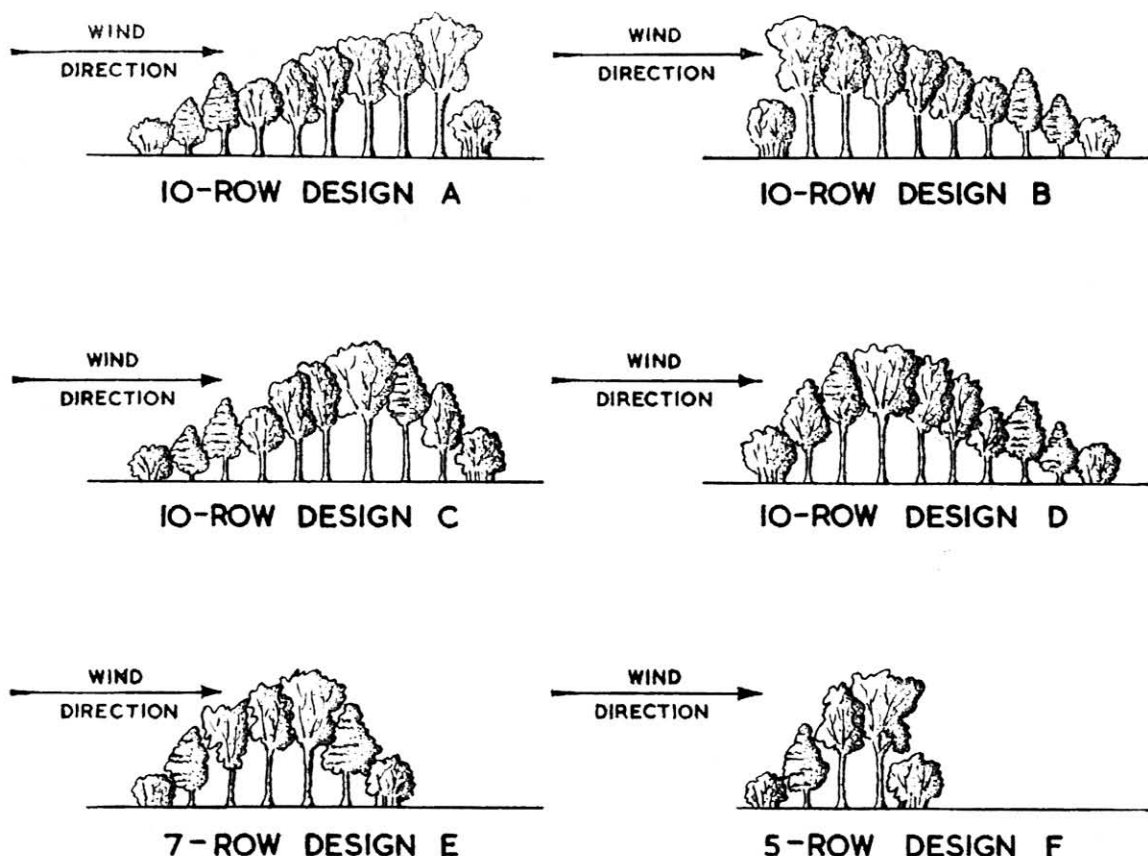 WIND
DIRECTION
10-ROW DESIGN A
WIND
DIRECTION
10-ROW DESIGN B
WIND
DIRECTION
10-ROW DESIGN C
WIND
DIRECTION
10-ROW DESIGN D
WIND
DIRECTION
7-ROW DESIGN E
WIND
DIRECTION
5-ROW DESIGN F